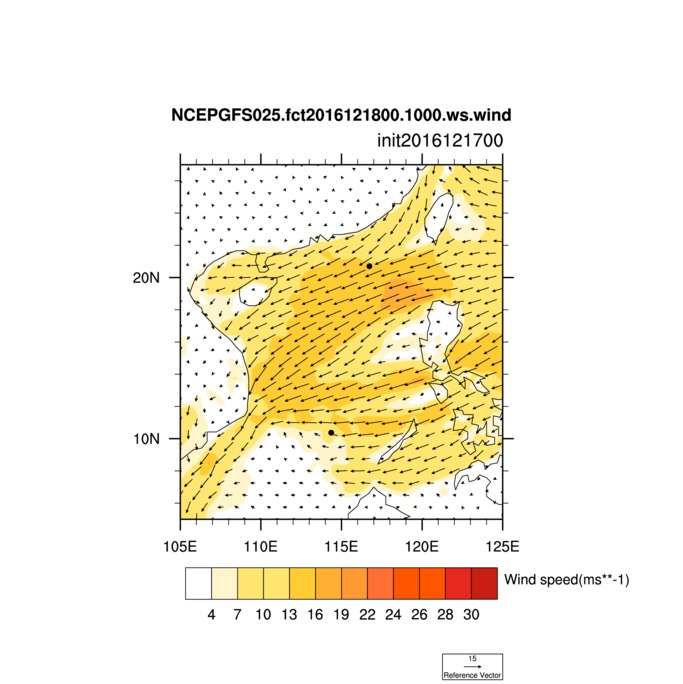 NCEPGFS025.fct2016121800.1000.ws.wind
init2016121700
20N
10N
105E 110E 115E 120E 125E
Wind speed(ms**-1)
4 7 10 13 16 19 22 24 26 28 30
15
Reference Vector